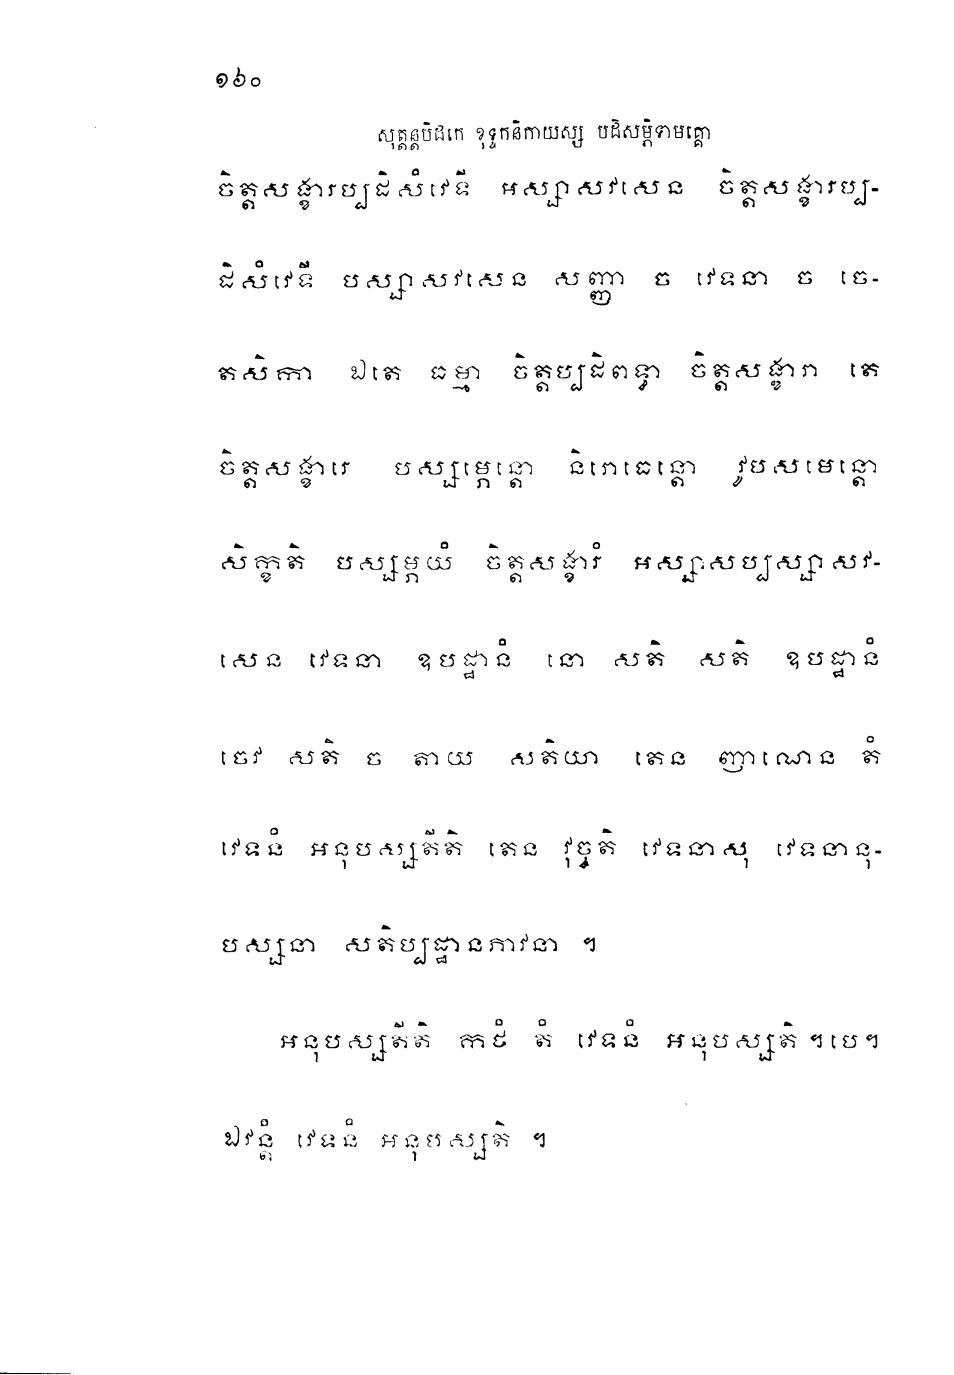 ១៦០
សុត្តន្តបិដកេ ខុទ្ទកនិកាយស្ស បដិសម្ភិទាមគ្គោ
ចិត្តសង្ខារប្បដិសំវេទី អស្សាសវសេន ចិត្តសង្ខារប្ប-
ដិសំវេទី បស្សាសវសេន សញ្ញា ច វេទនា ច ចេ-
តសិកា ឯតេ ធម្មា ចិត្តប្បដិពទ្ធា ចិត្តសង្ខារា តេ
ចិត្តសង្ខារេ បស្សម្ភេន្តោ និរោធេន្តោ វូបសមេន្តោ
សិក្ខតិ បស្សម្ភយំ ចិត្តសង្ខារំ អស្សាសប្បស្សាសវ-
សេន វេទនា ឧបដ្ឋានំ នោ សតិ សតិ ឧបដ្ឋានំ
ចេវ សតិ ច តាយ សតិយា តេន ញាណេន តំ
វេទនំ អនុបស្សតីតិ តេន វុច្ចតិ វេទនាសុ វេទនានុ-
បស្សនា សតិប្បដ្ឋានភាវនា ។
អនុបស្សតីតិ កថំ តំ វេទនំ អនុបស្សតិ ។បេ។
ឯវន្តំ វេទនំ អនុបស្សតិ ។